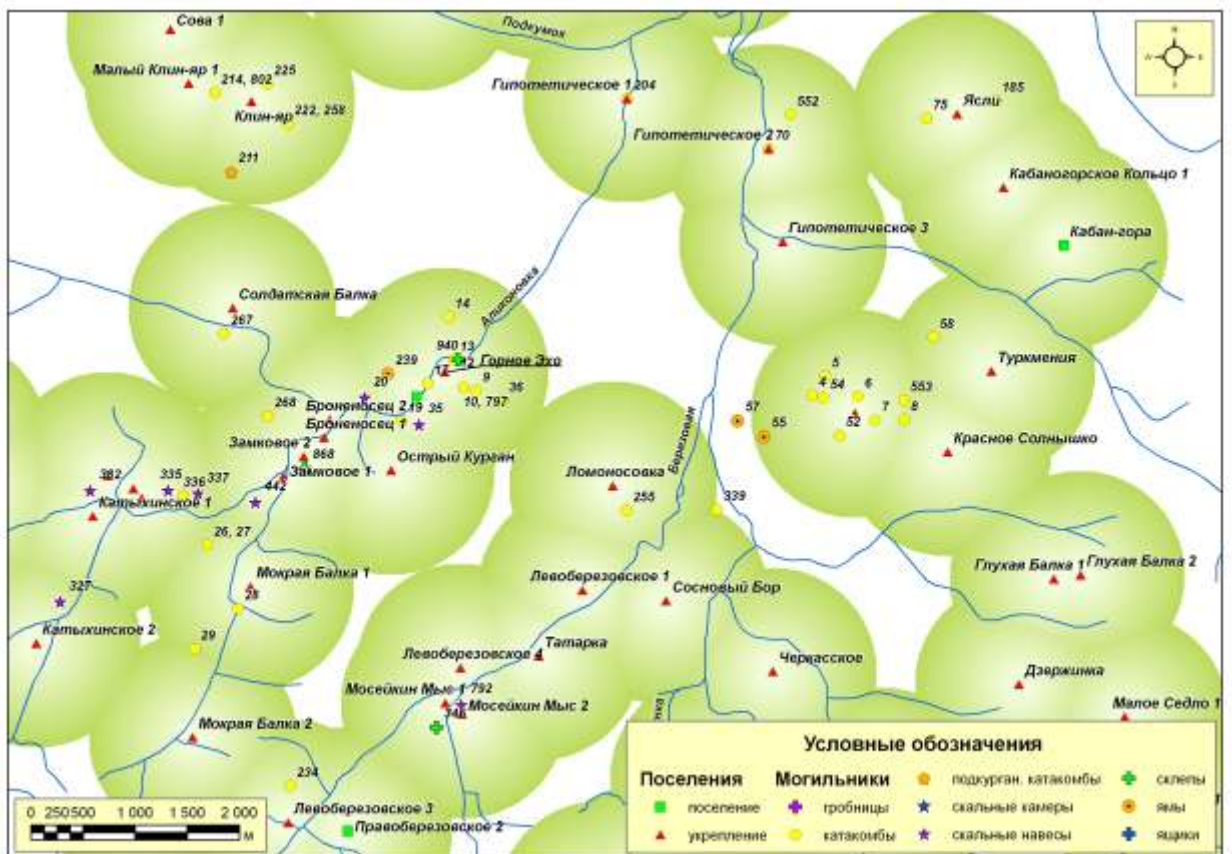 Подкумок
Сова 1
Малый Клин-яр 1
214, 802
225
Клин-яр
222, 258
211
Гипотетическое 1
204
552
Гипотетическое 2
70
75
Ясли
185
Кабаногорское Кольцо 1
Гипотетическое 3
Кабан-гора
Солдатская Балка
267
Аликоновка
14
940
13
12
Горное Эхо
239
20
17
9
36
10, 797
268
Броненосец 2
19
35
Броненосец 1
Замковое 2
868
Замковое 1
Острый Курган
58
Туркмения
5
4
54
6
553
57
55
52
7
8
Красное Солнышко
Березовая
Ломоносовка
255
339
382
335
336
337
442
Катыхинское 1
26, 27
Мокрая Балка 1
28
327
29
Катыхинское 2
Левоберезовское 1
Сосновый Бор
Глухая Балка 1
Глухая Балка 2
Татарка
Левоберезовское 4
Черкасское
Дзержинка
Мосейкин Мыс 1
792
Мосейкин Мыс 2
Малое Седло 1
Мокрая Балка 2
234
Левоберезовское 3
Правоберезовское 2
0 250 500 1 000 1 500 2 000
м
Условные обозначения
Поселения
поселение
укрепление
Могильники
гробницы
катакомбы
подкурган. катакомбы
скальные камеры
скальные навесы
склепы
ямы
ящики